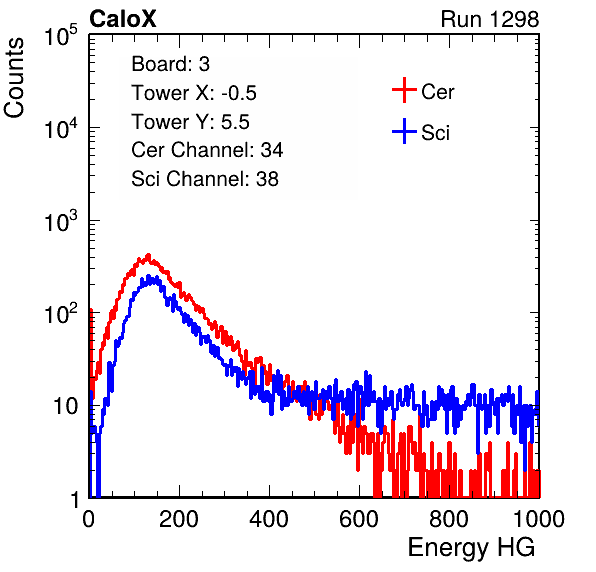 CaloX Run 1298
Counts
10^5
10^4
10^3
10^2
10
1
Board: 3
Tower X: -0.5
Tower Y: 5.5
Cer Channel: 34
Sci Channel: 38
Cer
Sci
0 200 400 600 800 1000
Energy HG